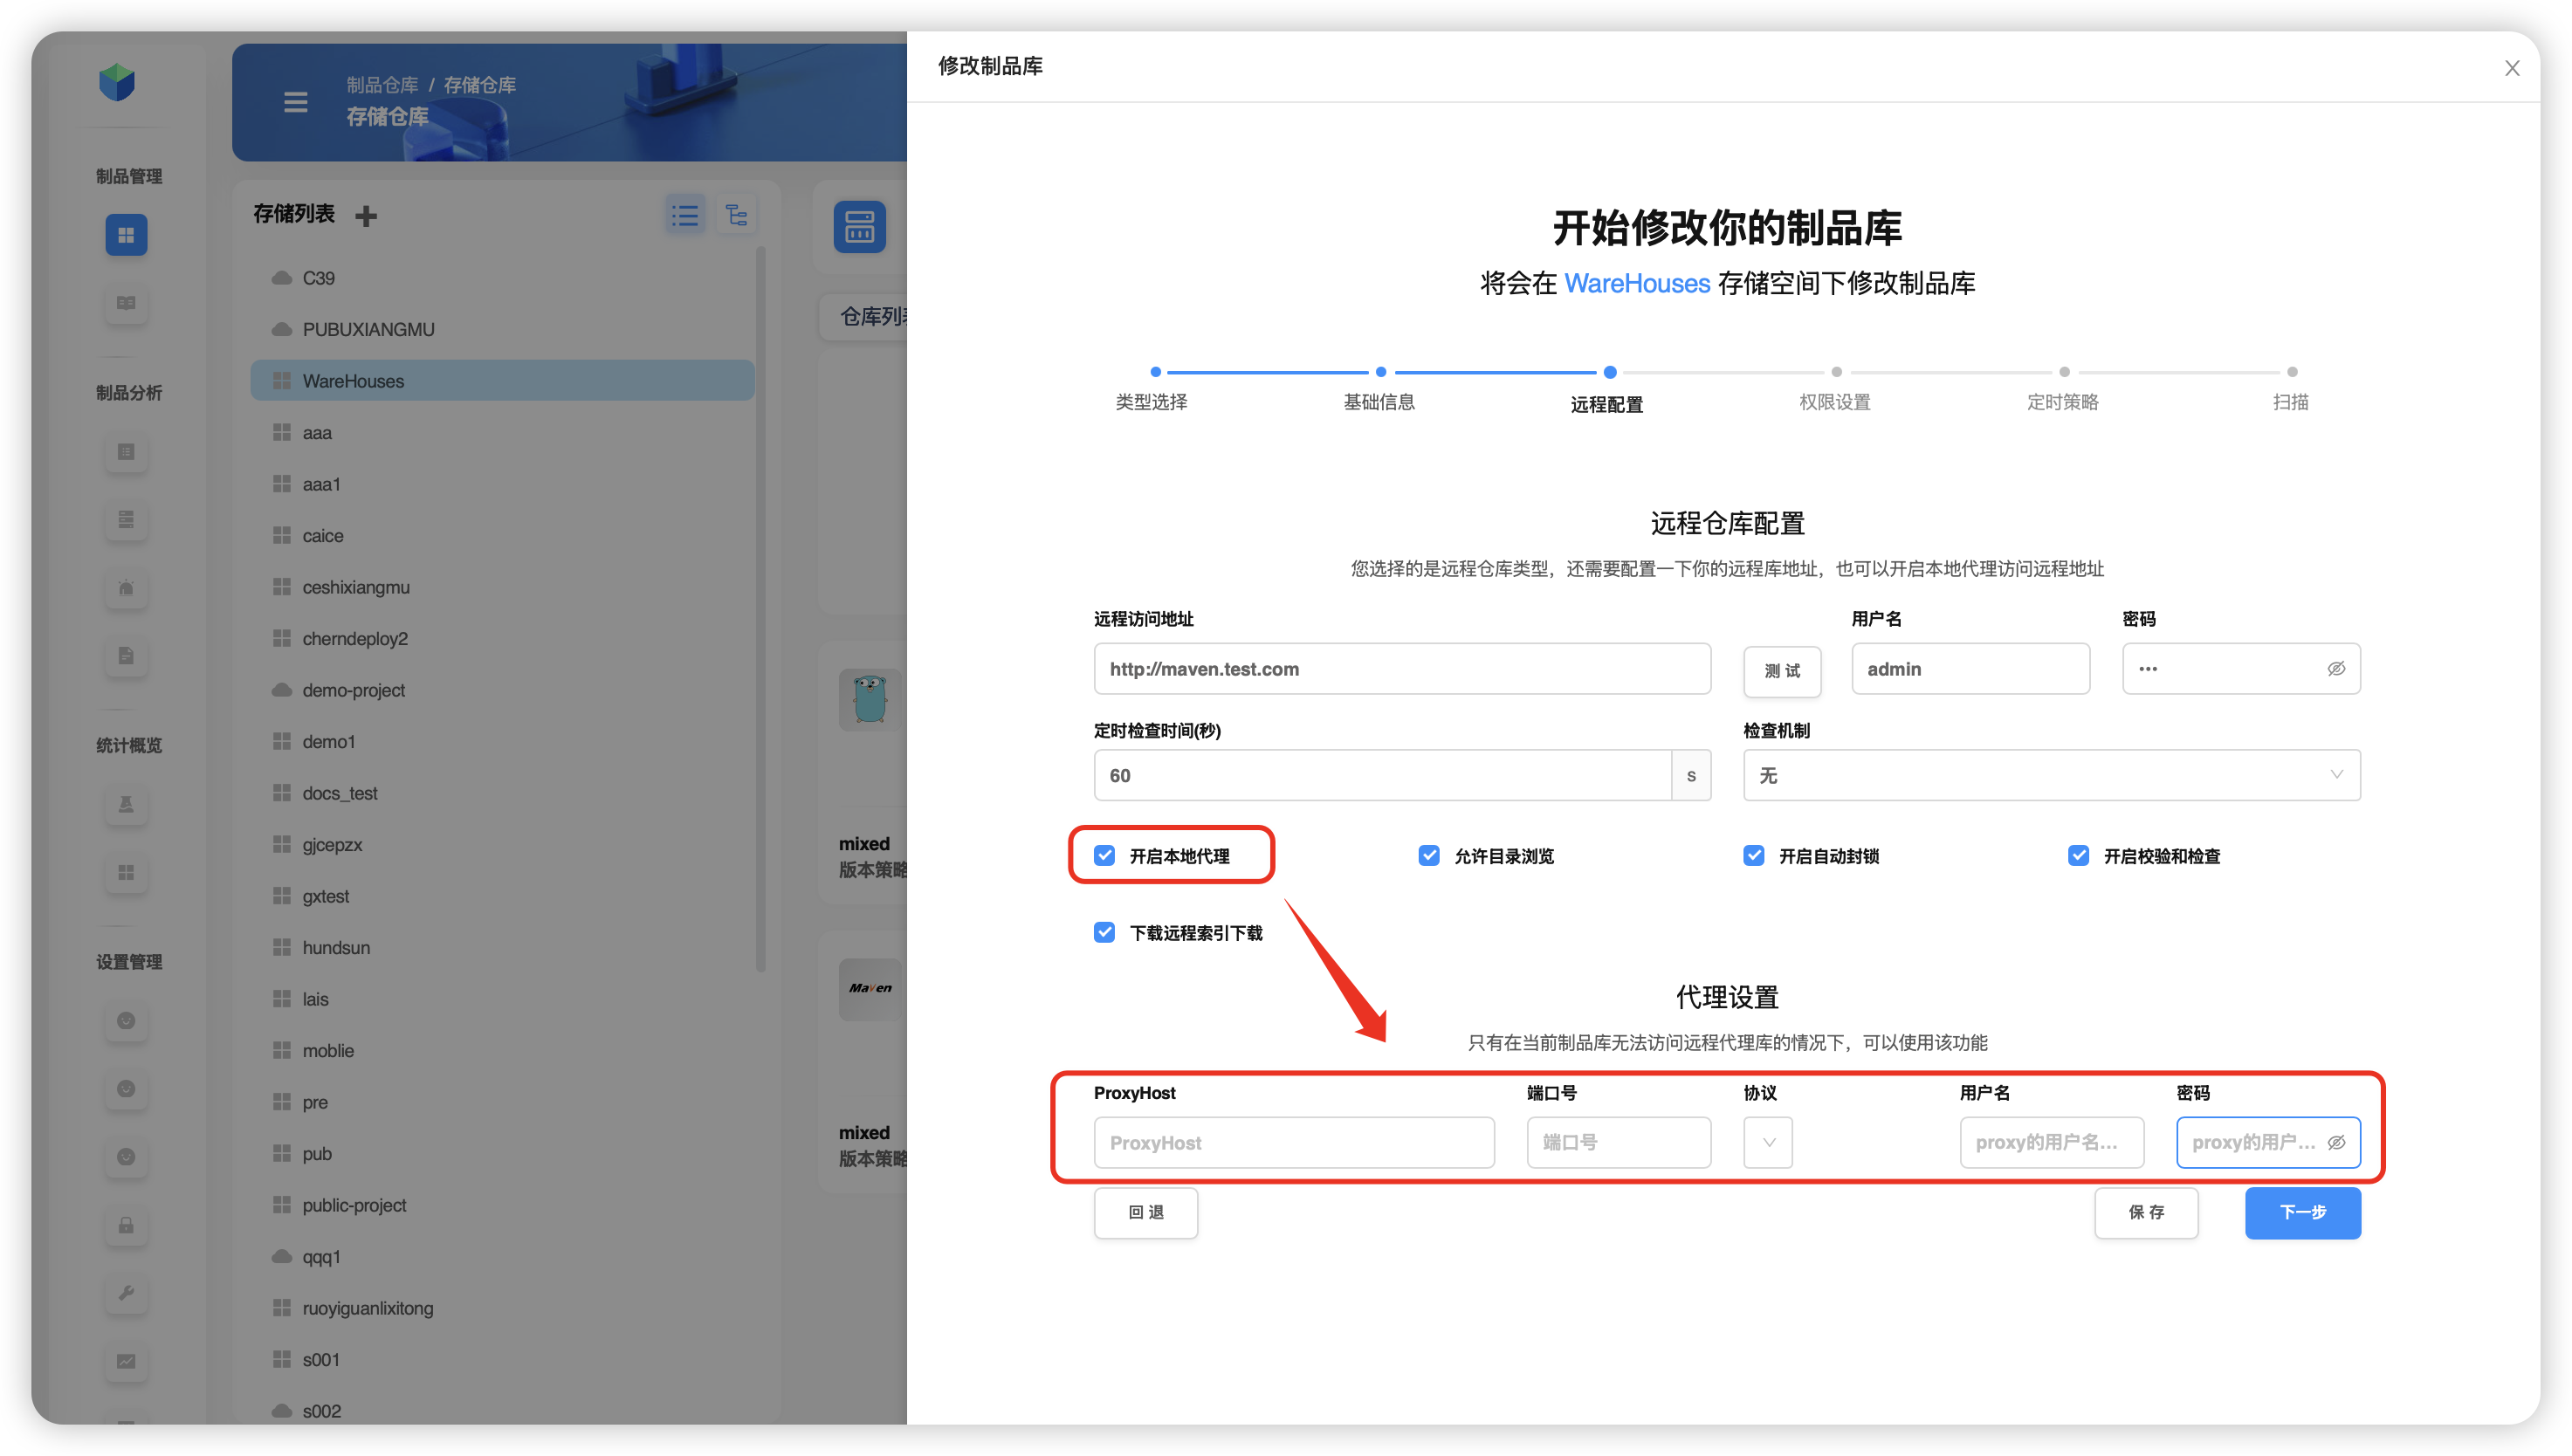 制品仓库 / 存储仓库
存储仓库
制品管理
制品分析
统计概览
设置管理
存储列表
C39
PUBUXIANGMU
WareHouses
aaa
aaa1
caice
ceshixiangmu
cherndeploy2
demo-project
demo1
docs_test
gjcepzx
gxtest
hundsun
lais
moblie
pre
pub
public-project
qqq1
ruoyiguanlixitong
s001
s002
仓库列表
mixed
版本策略
Maven
mixed
版本策略
修改制品库
开始修改你的制品库
将会在 WareHouses 存储空间下修改制品库
类型选择 基础信息 远程配置 权限设置 定时策略 扫描
远程仓库配置
您选择的是远程仓库类型，还需要配置一下你的远程库地址，也可以开启本地代理访问远程地址
远程访问地址 用户名 密码
http://maven.test.com 测 试 admin •••
定时检查时间(秒) 检查机制
60 s 无
开启本地代理 允许目录浏览 开启自动封锁 开启校验和检查
下载远程索引下载
代理设置
只有在当前制品库无法访问远程代理库的情况下，可以使用该功能
ProxyHost 端口号 协议 用户名 密码
ProxyHost 端口号 proxy的用户名... proxy的用户...
回 退 保 存 下一步